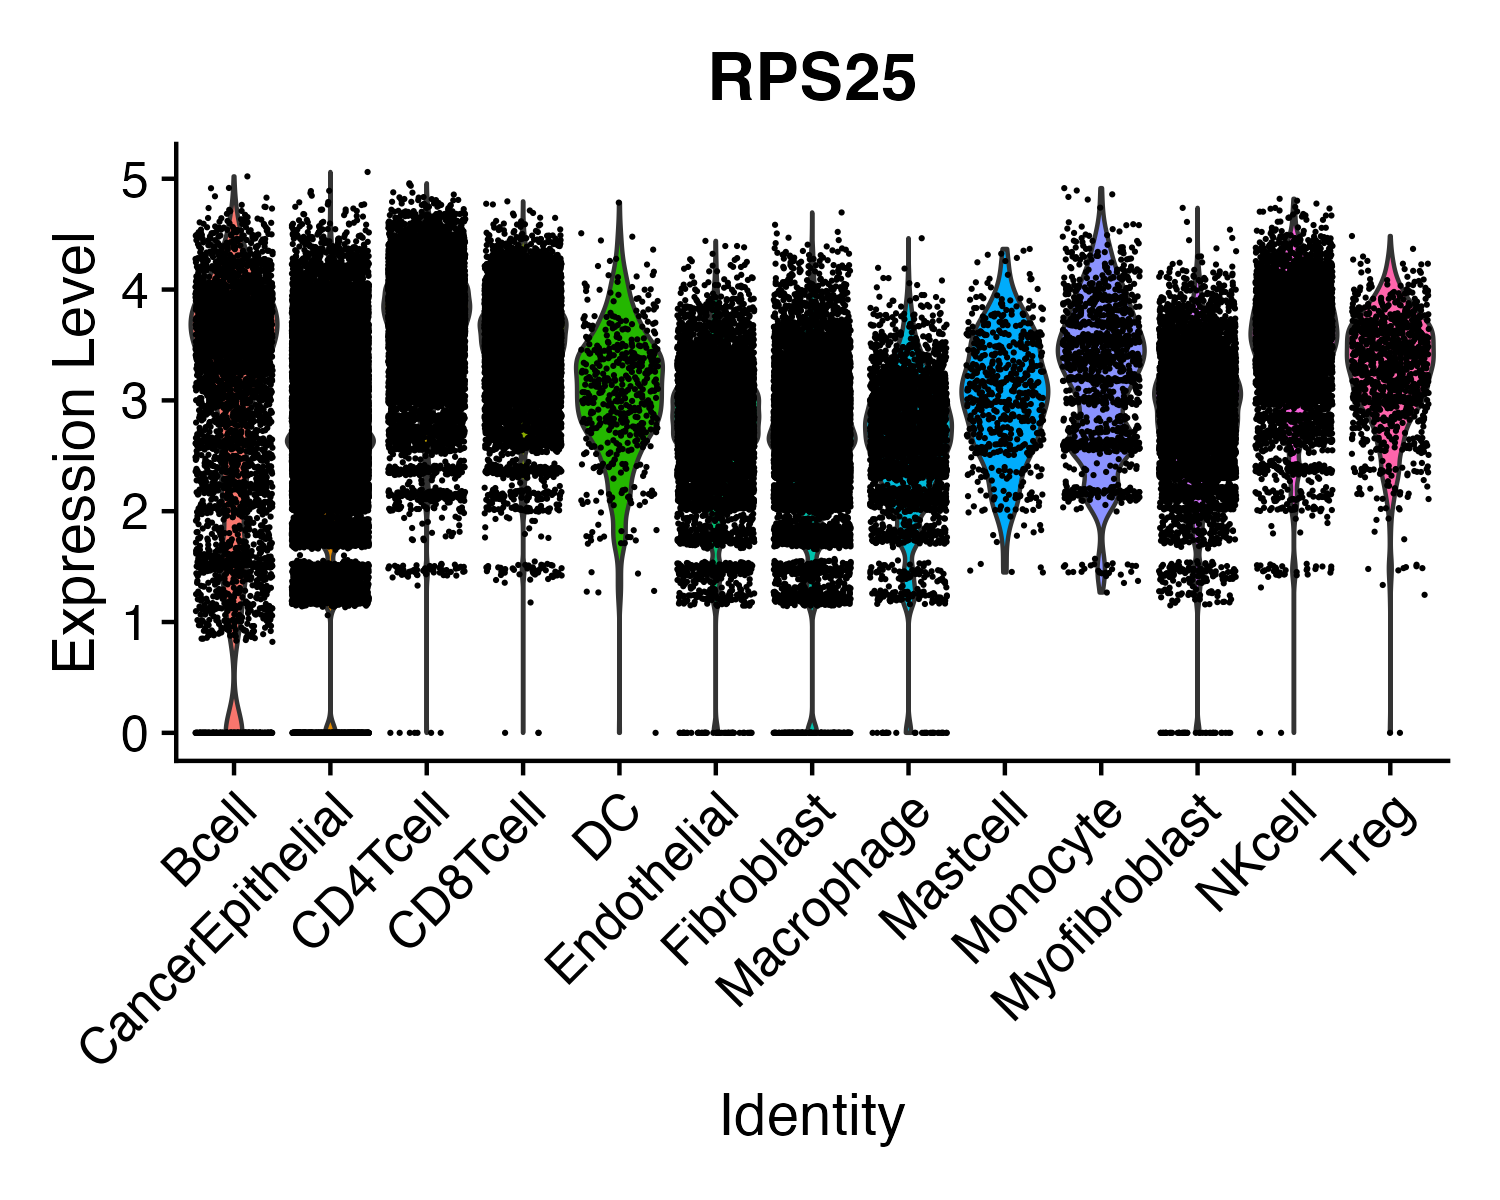 RPS25
Expression Level
5
4
3
2
1
0
Bcell
CancerEpithelial
CD4Tcell
CD8Tcell
DC
Endothelial
Fibroblast
Macrophage
Mastcell
Monocyte
Myofibroblast
NKcell
Treg
Identity